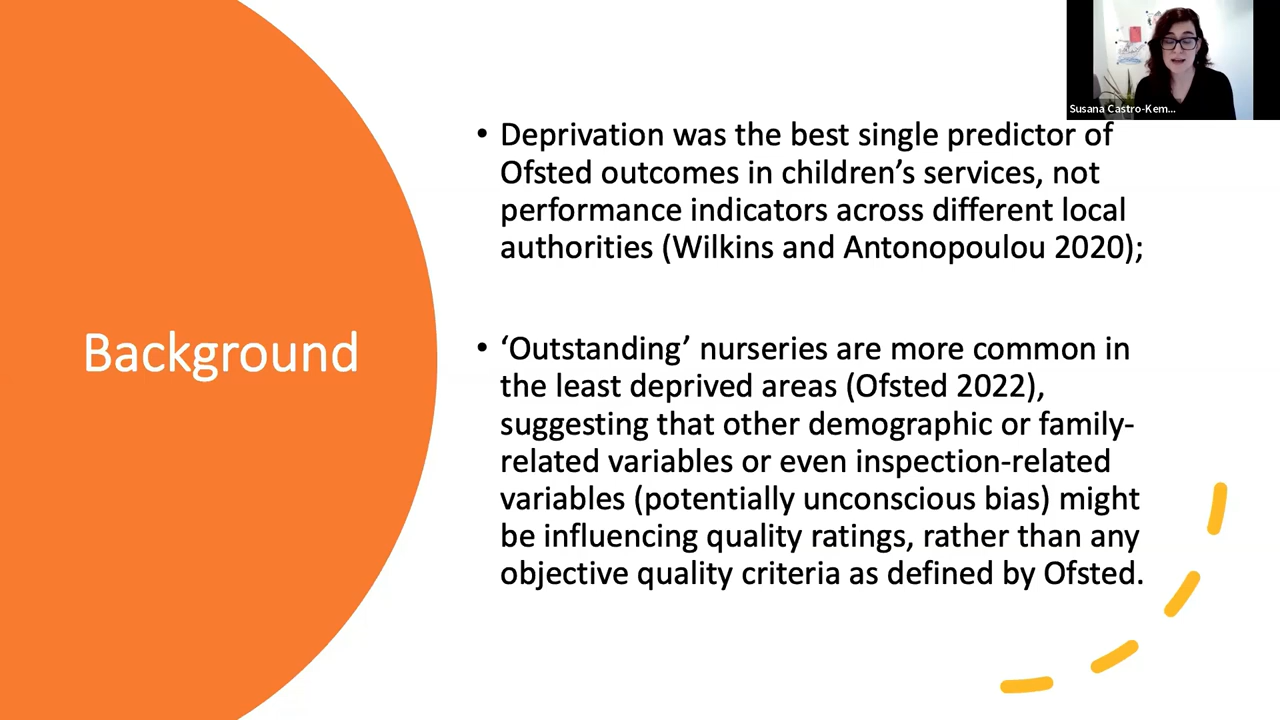 Susana Castro-Kem...
Background
• Deprivation was the best single predictor of
Ofsted outcomes in children’s services, not
performance indicators across different local
authorities (Wilkins and Antonopoulou 2020);
• ‘Outstanding’ nurseries are more common in
the least deprived areas (Ofsted 2022),
suggesting that other demographic or family-
related variables or even inspection-related
variables (potentially unconscious bias) might
be influencing quality ratings, rather than any
objective quality criteria as defined by Ofsted.